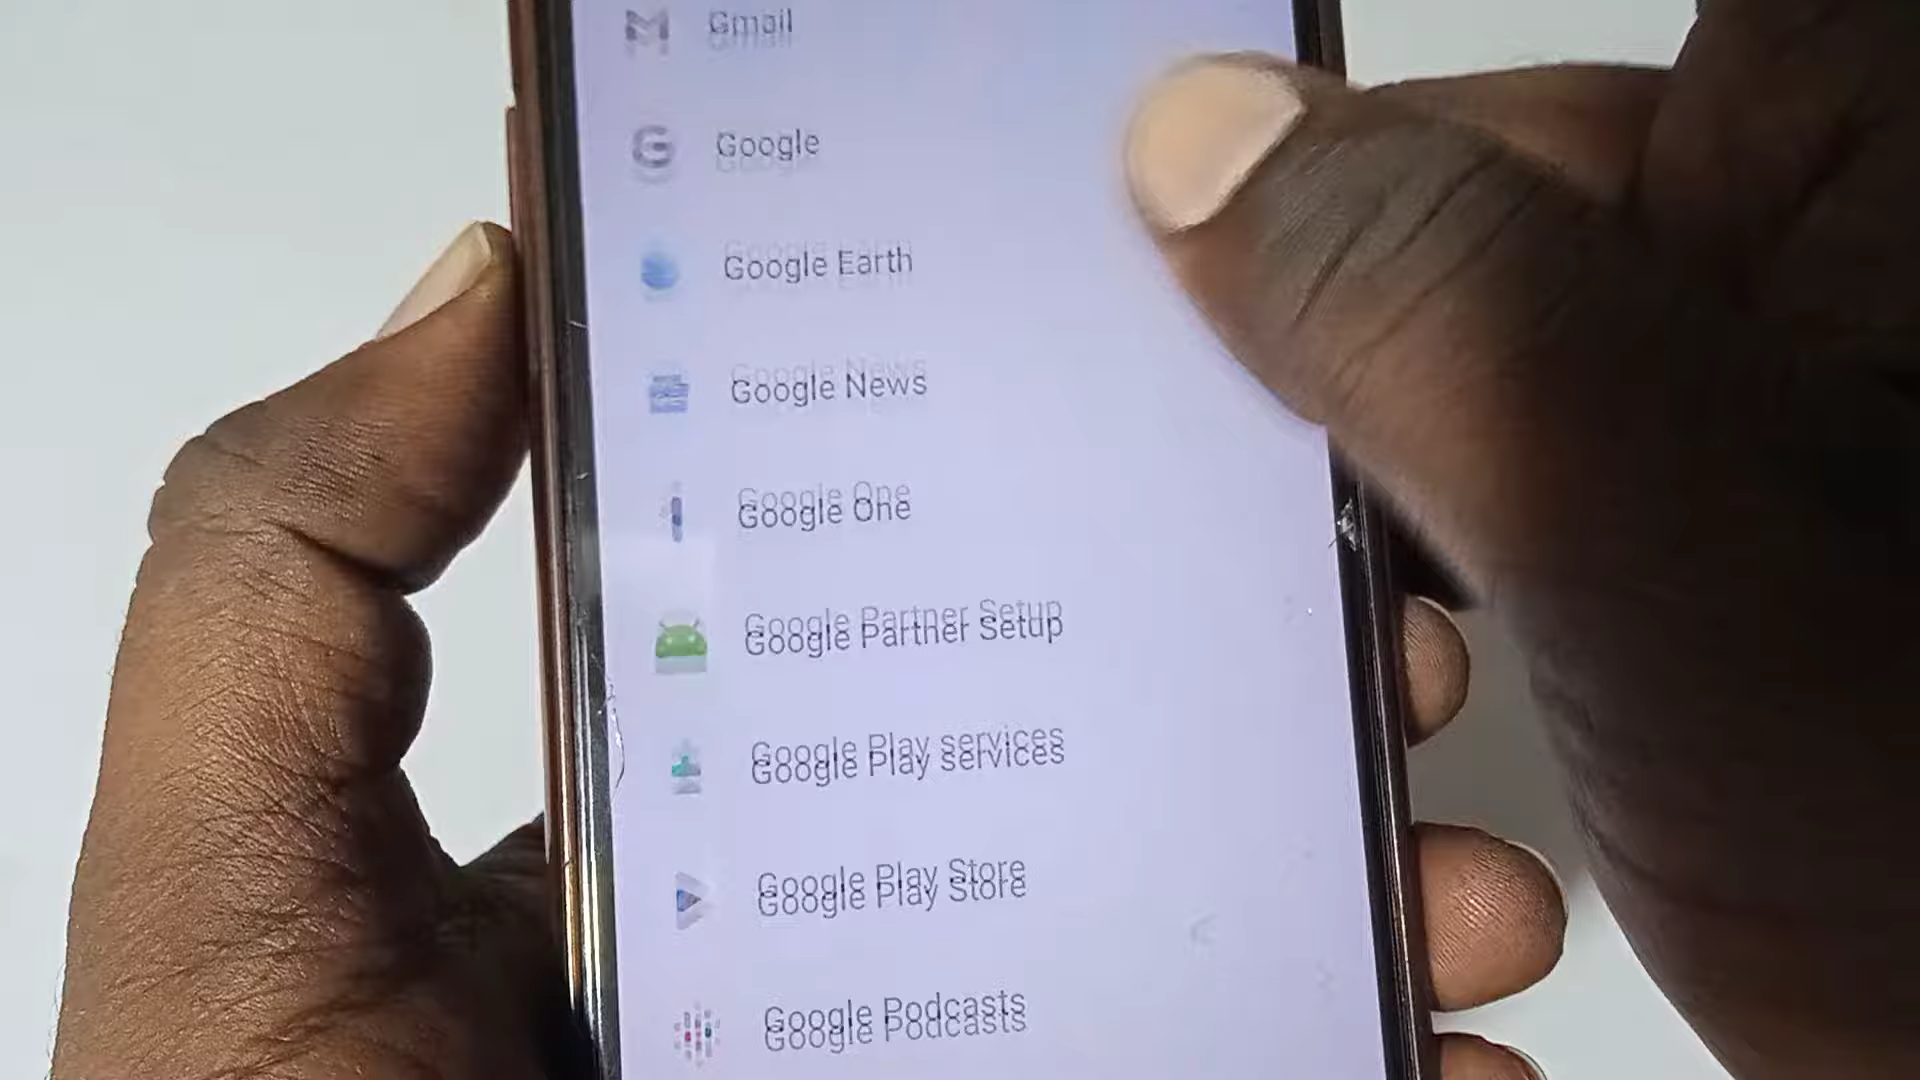 Gmail
Google
Google Earth
Google News
Google One
Google Partner Setup
Google Play services
Google Play Store
Google Podcasts